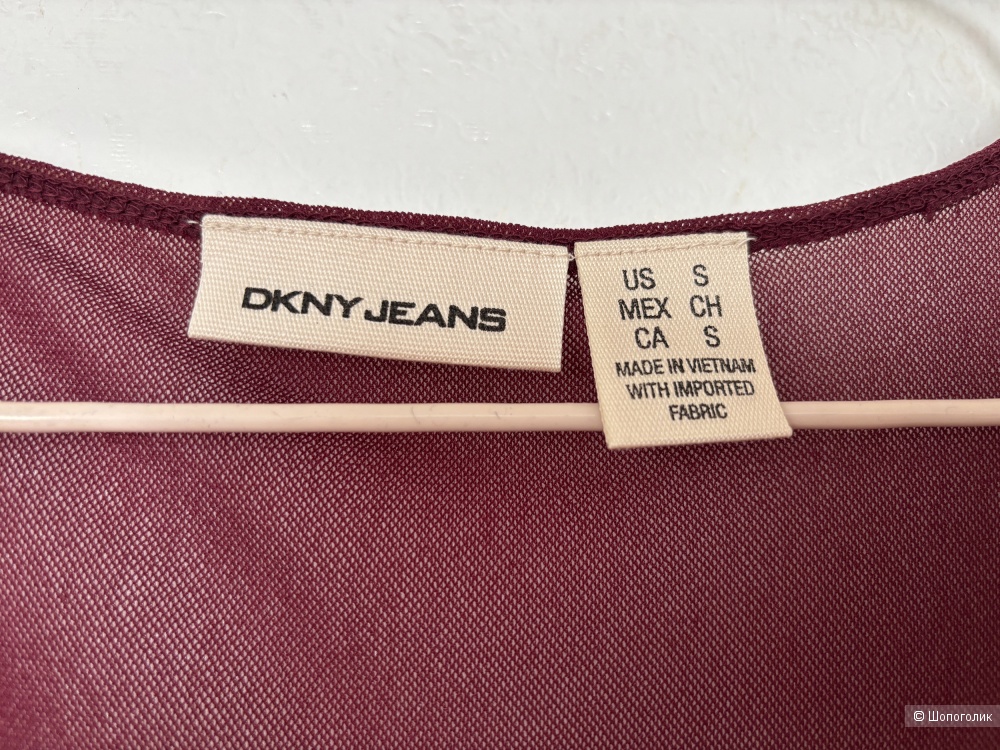 DKNY JEANS
US S
MEX CH
CA S
MADE IN VIETNAM
WITH IMPORTED
FABRIC
© Шопоголик